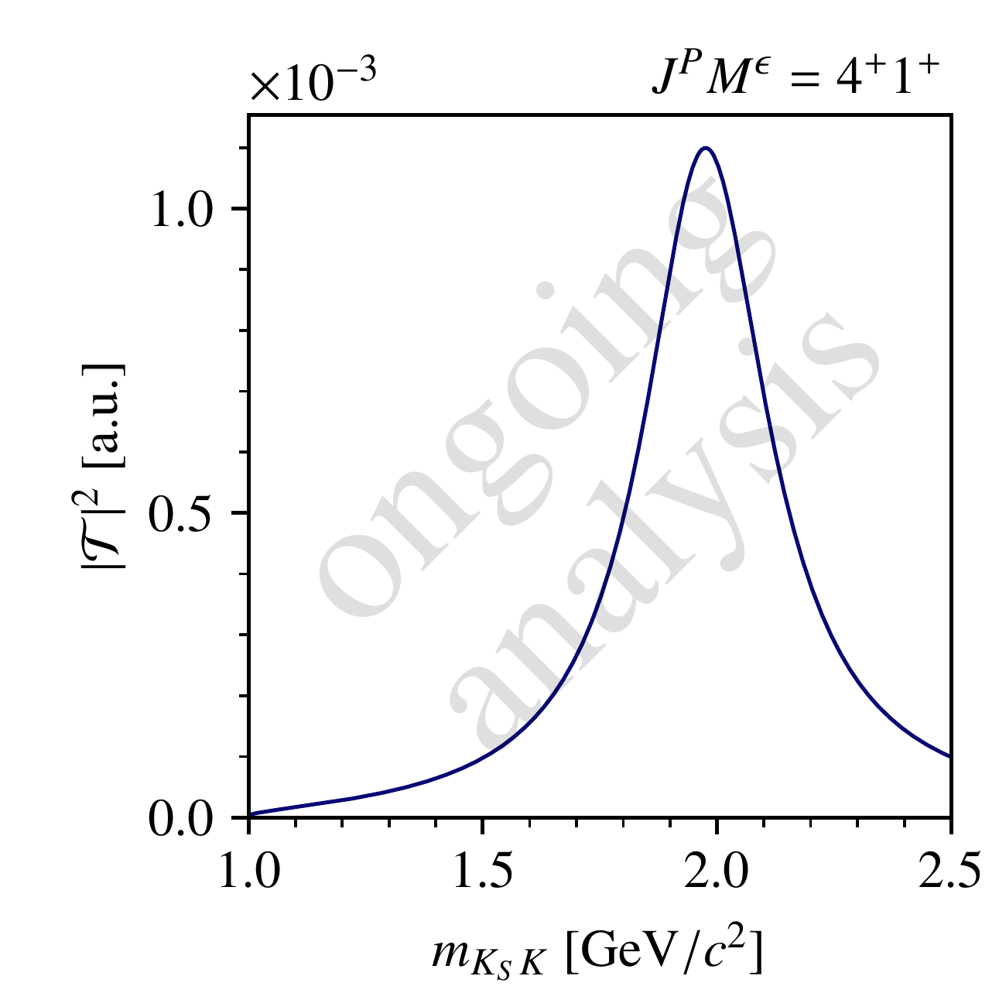 ×10⁻³
J^P M^ϵ = 4⁺1⁺
1.0
0.5
0.0
|𝒯|² [a.u.]
Ongoing
analysis
1.0 1.5 2.0 2.5
m_{K_S K} [GeV/c²]